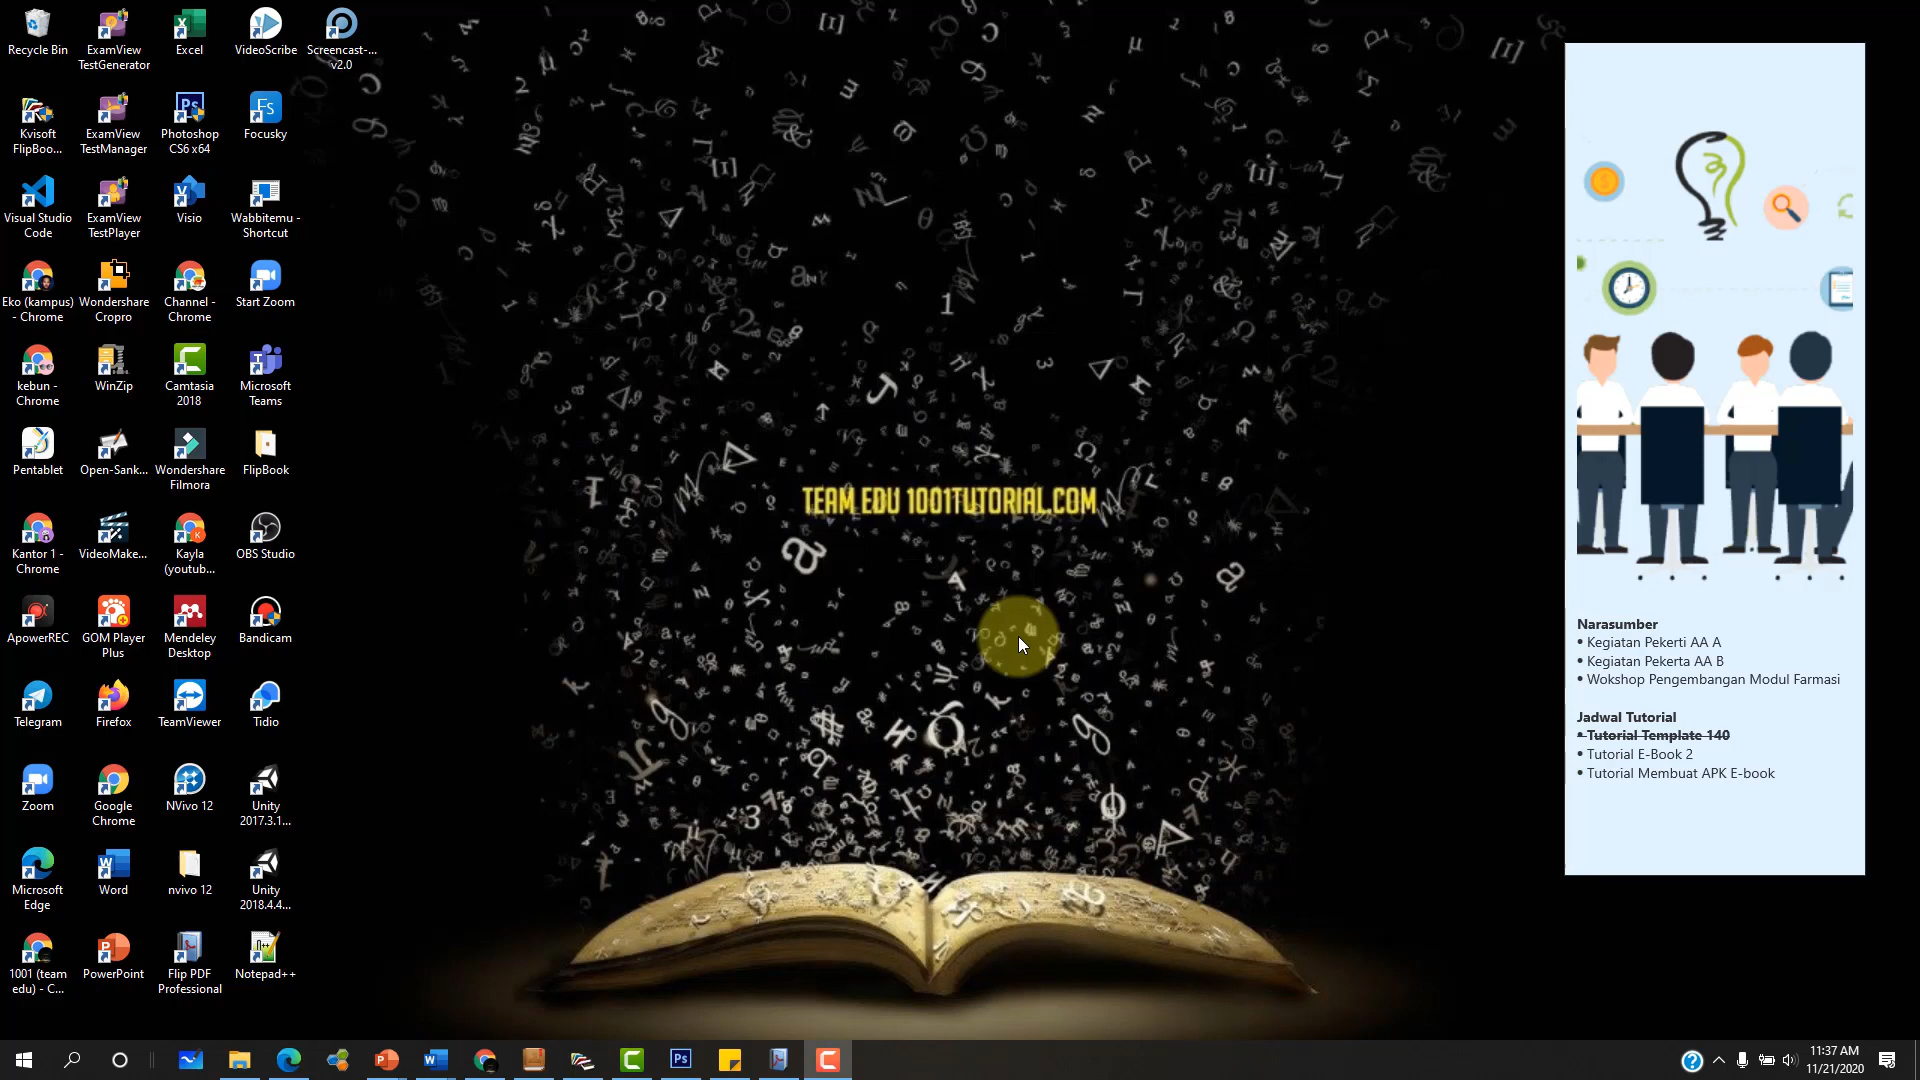 Recycle Bin
ExamView
TestGenerator
Excel
VideoScribe
Screencast-...
v2.0
Kvisoft
FlipBoo...
ExamView
TestManager
Photoshop
CS6 x64
Focusky
Visual Studio
Code
ExamView
TestPlayer
Visio
Wabbitemu -
Shortcut
Eko (kampus)
- Chrome
Wondershare
Cropro
Channel -
Chrome
Start Zoom
kebun -
Chrome
WinZip
Camtasia
2018
Microsoft
Teams
Pentablet
Open-Sank...
Wondershare
Filmora
FlipBook
Kantor 1 -
Chrome
VideoMake...
Kayla
(youtub...
OBS Studio
ApowerREC
GOM Player
Plus
Mendeley
Desktop
Bandicam
Telegram
Firefox
TeamViewer
Tidio
Zoom
Google
Chrome
NVivo 12
Unity
2017.3.1...
Microsoft
Edge
Word
nvivo 12
Unity
2018.4.4...
1001 (team
edu) - C...
PowerPoint
Flip PDF
Professional
Notepad++
TEAM EDU 1001TUTORIAL.COM
Narasumber
• Kegiatan Pekerti AA A
• Kegiatan Pekerta AA B
• Wokshop Pengembangan Modul Farmasi
Jadwal Tutorial
• Tutorial Template 140
• Tutorial E-Book 2
• Tutorial Membuat APK E-book
11:37 AM
11/21/2020